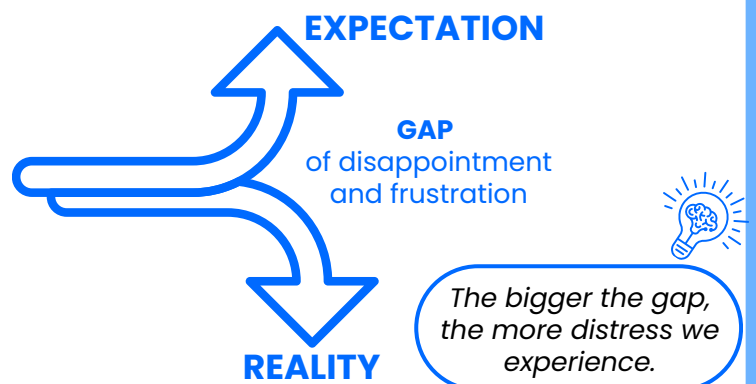 EXPECTATION
GAP
of disappointment
and frustration
The bigger the gap,
the more distress we
experience.
REALITY